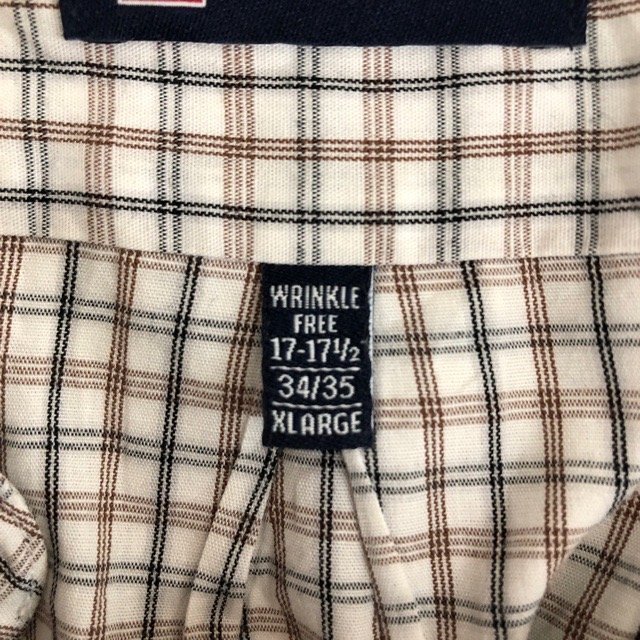 WRINKLE
FREE
17-17½
34/35
XLARGE